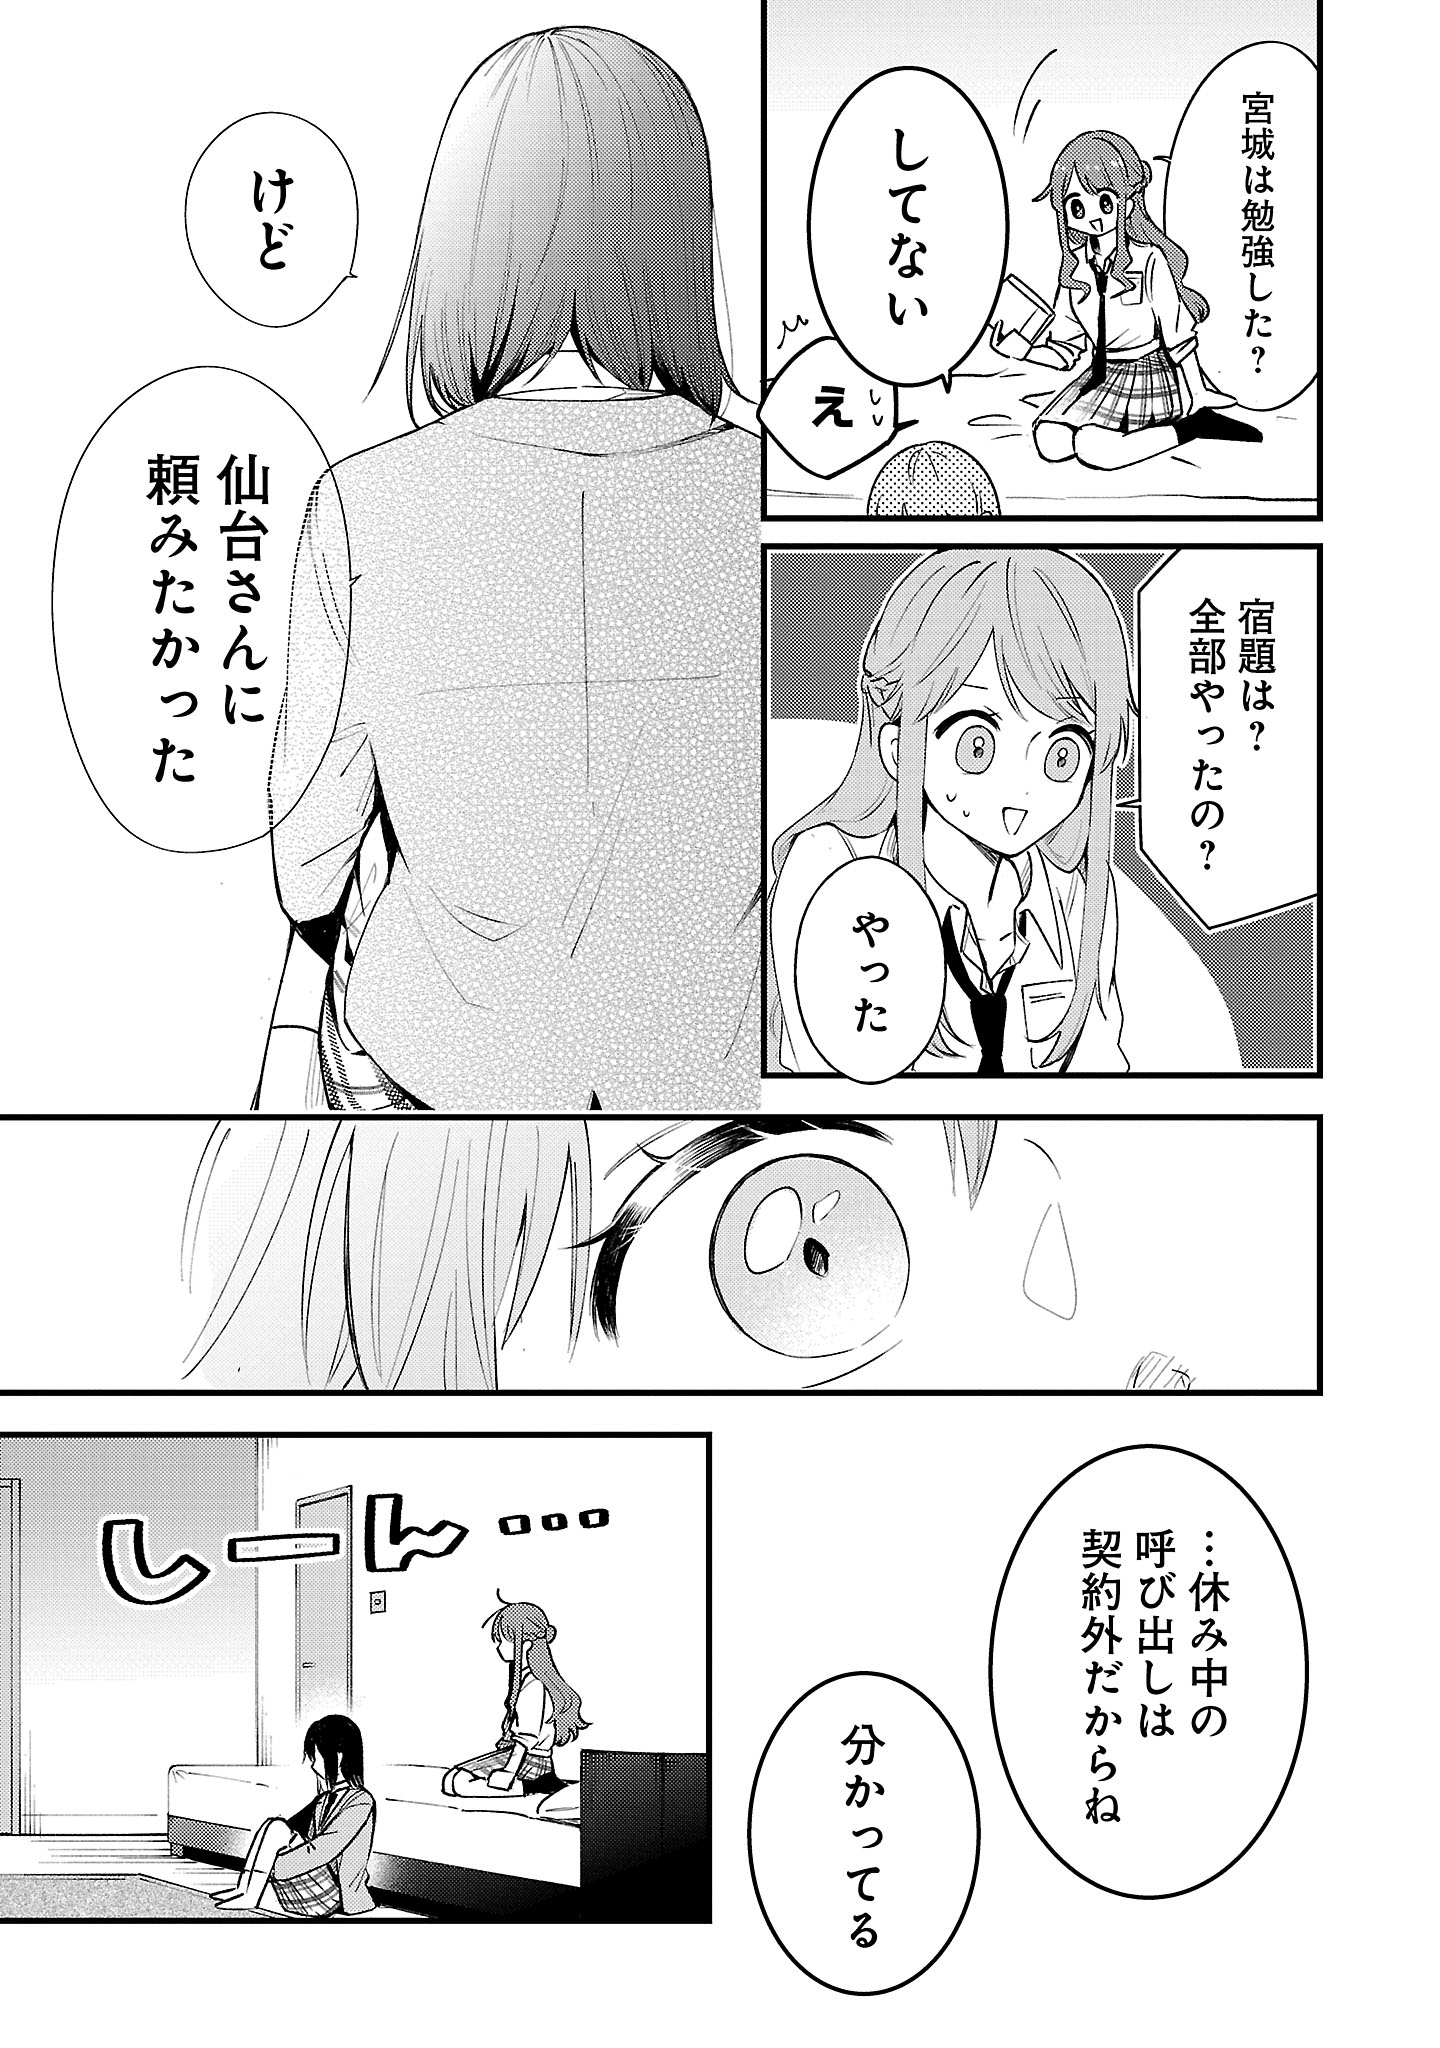 宮城は勉強した？
してない
え
宿題は？
全部やったの？
やった
けど
仙台さんに
頼みたかった
…休み中の
呼び出しは
契約外だからね
分かってる
しーん…